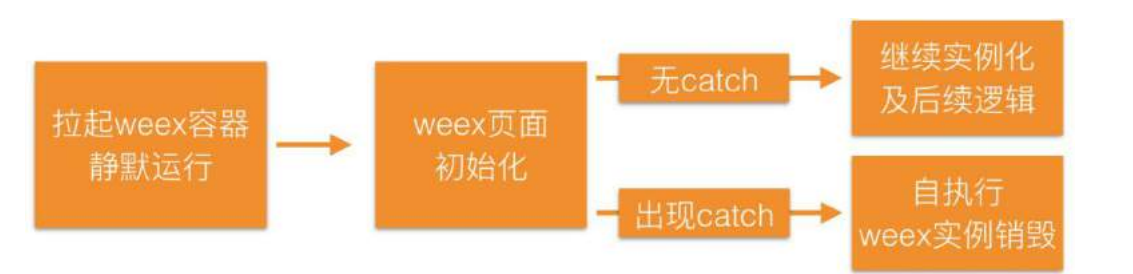 拉起weex容器
静默运行
weex页面
初始化
无catch
继续实例化
及后续逻辑
出现catch
自执行
weex实例销毁